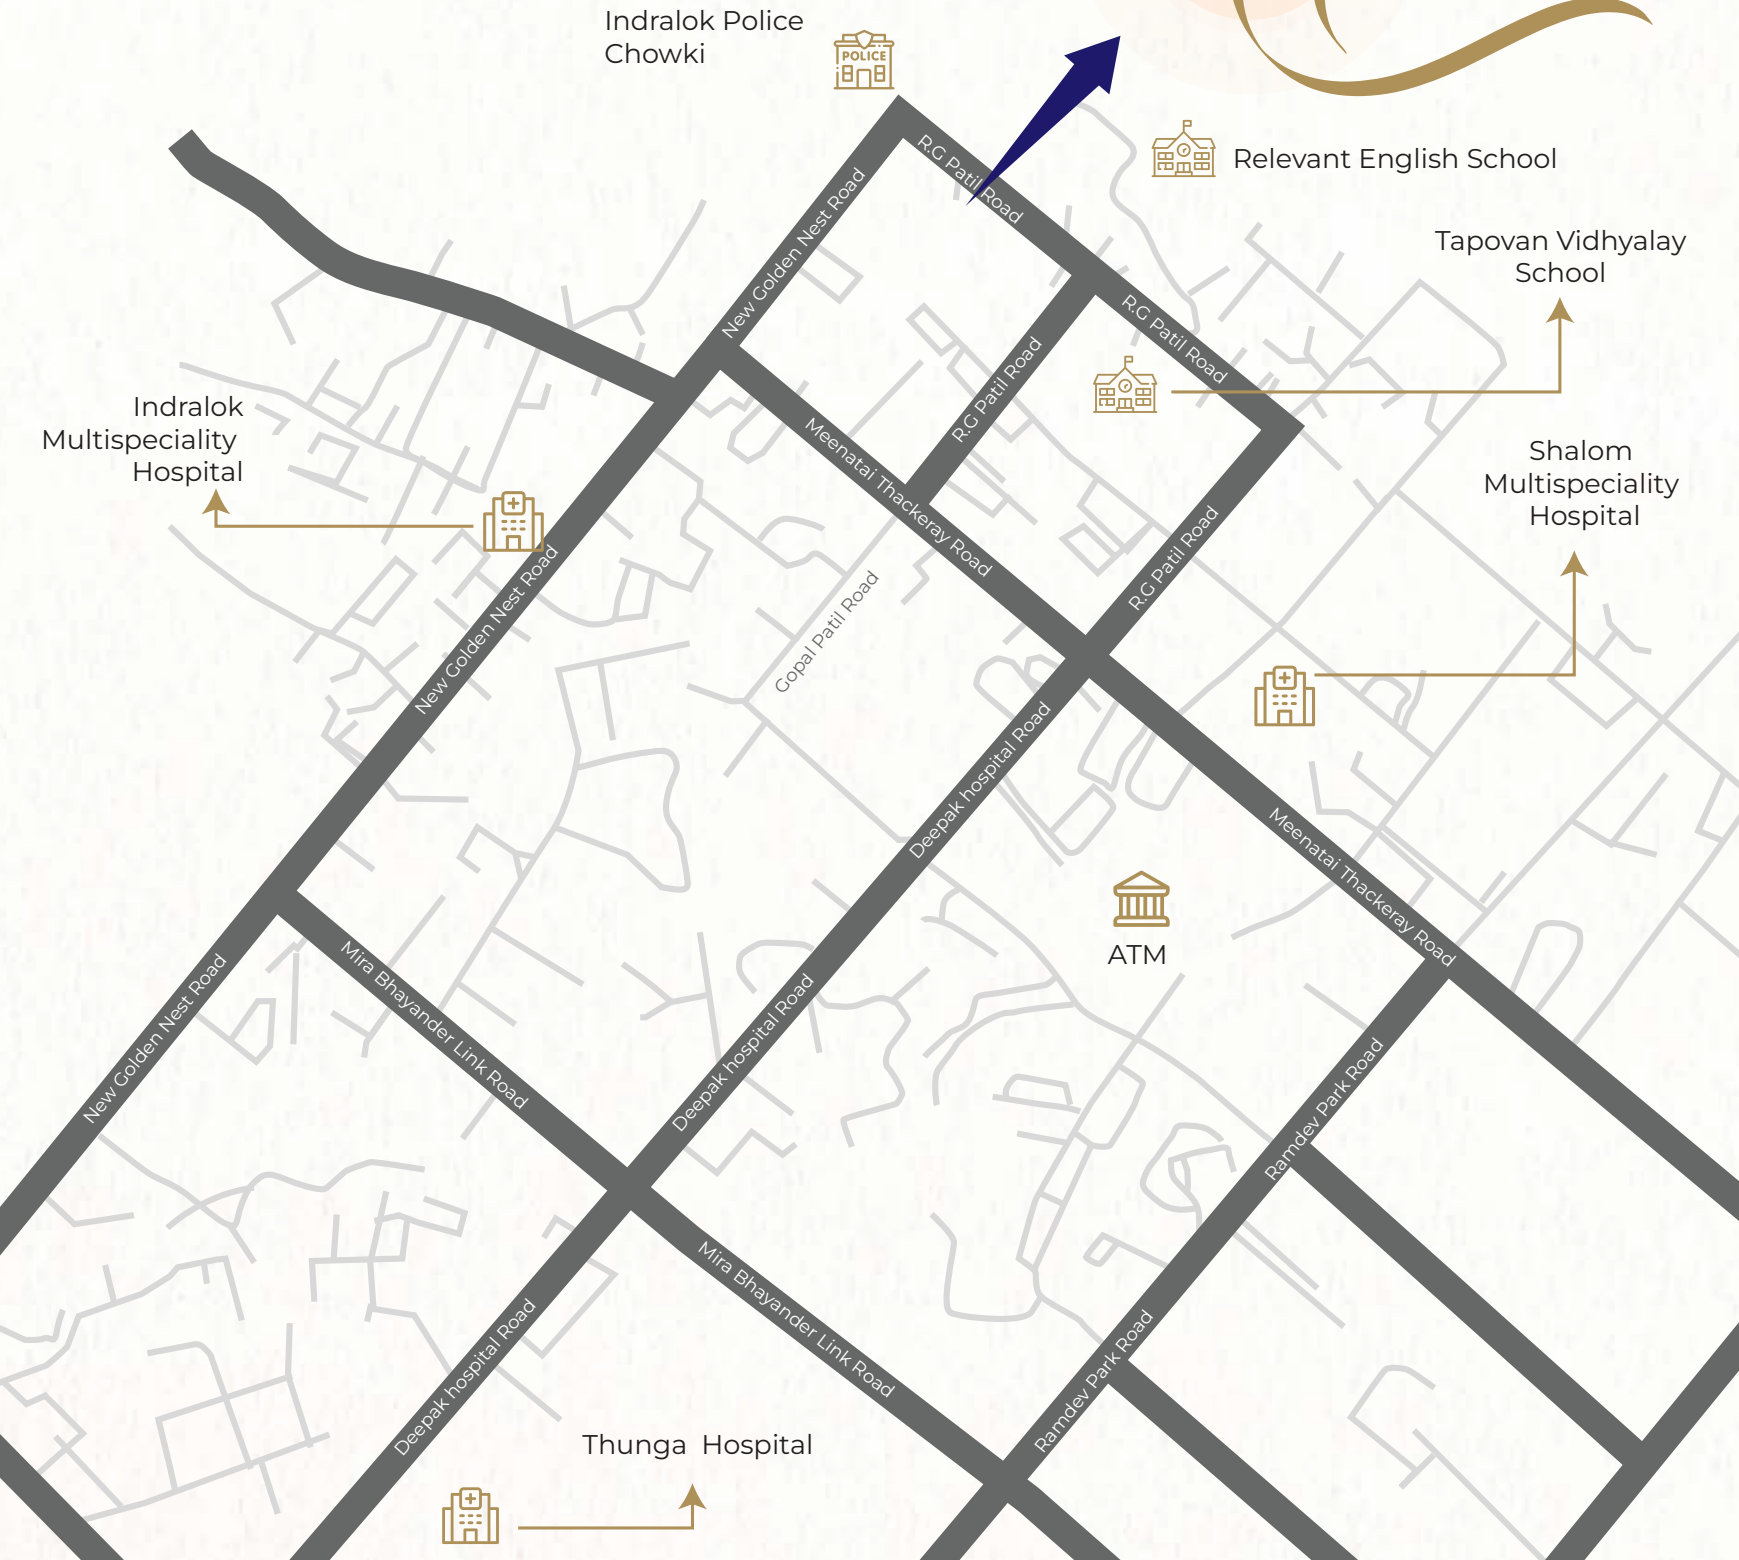 Indralok Police
Chowki
POLICE
R.G Patil Road
Relevant English School
New Golden Nest Road
Tapovan Vidhyalay
School
R.G Patil Road
R.G Patil Road
Indralok
Multispeciality
Hospital
Meenatai Thackeray Road
Shalom
Multispeciality
Hospital
R.G Patil Road
New Golden Nest Road
Gopal Patil Road
Deepak hospital Road
Meenatai Thackeray Road
ATM
New Golden Nest Road
Mira Bhayander Link Road
Deepak hospital Road
Ramdev Park Road
Mira Bhayander Link Road
Deepak hospital Road
Ramdev Park Road
Thunga Hospital